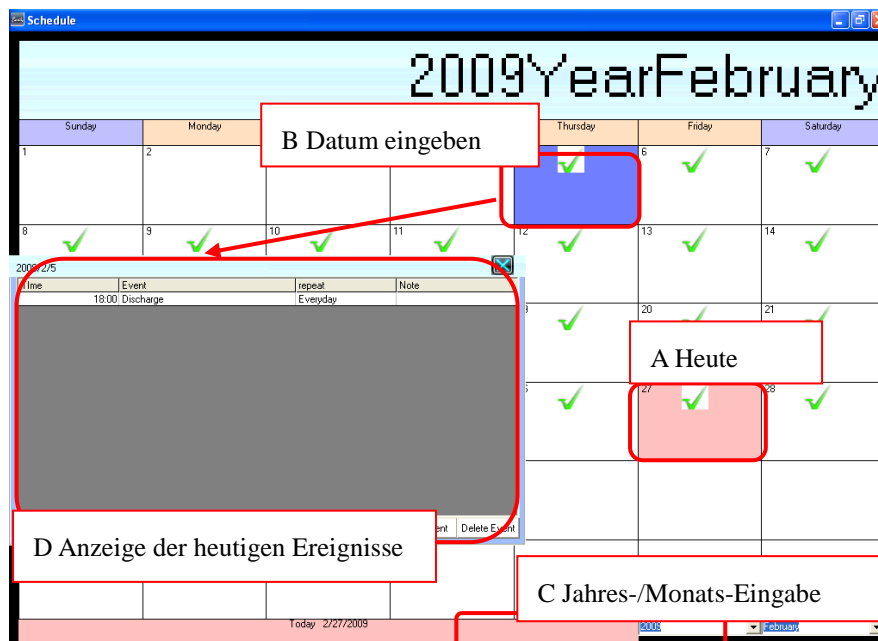 Schedule
2009YearFebruary
Sunday Monday Thursday Friday Saturday
B Datum eingeben
1 2 6 7
8 9 10 11 12 13 14
2009/2/5
Time Event repeat Note
18:00 Discharge Everyday
20 21
A Heute
27 28
ent Delete Event
D Anzeige der heutigen Ereignisse
C Jahres-/Monats-Eingabe
Today 2/27/2009
2009 February